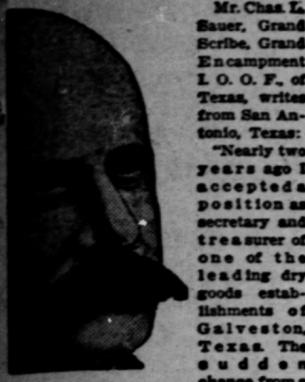 Mr. Chas. L.
Sauer, Grand
Scribe, Grand
Encampment
I. O. O. F., of
Texas, writes
from San An-
tonio, Texas:
"Nearly two
years ago I
accepted a
position as
secretary and
treasurer of
one of the
leading dry
goods estab-
lishments of
Galveston,
Texas. The
sudden